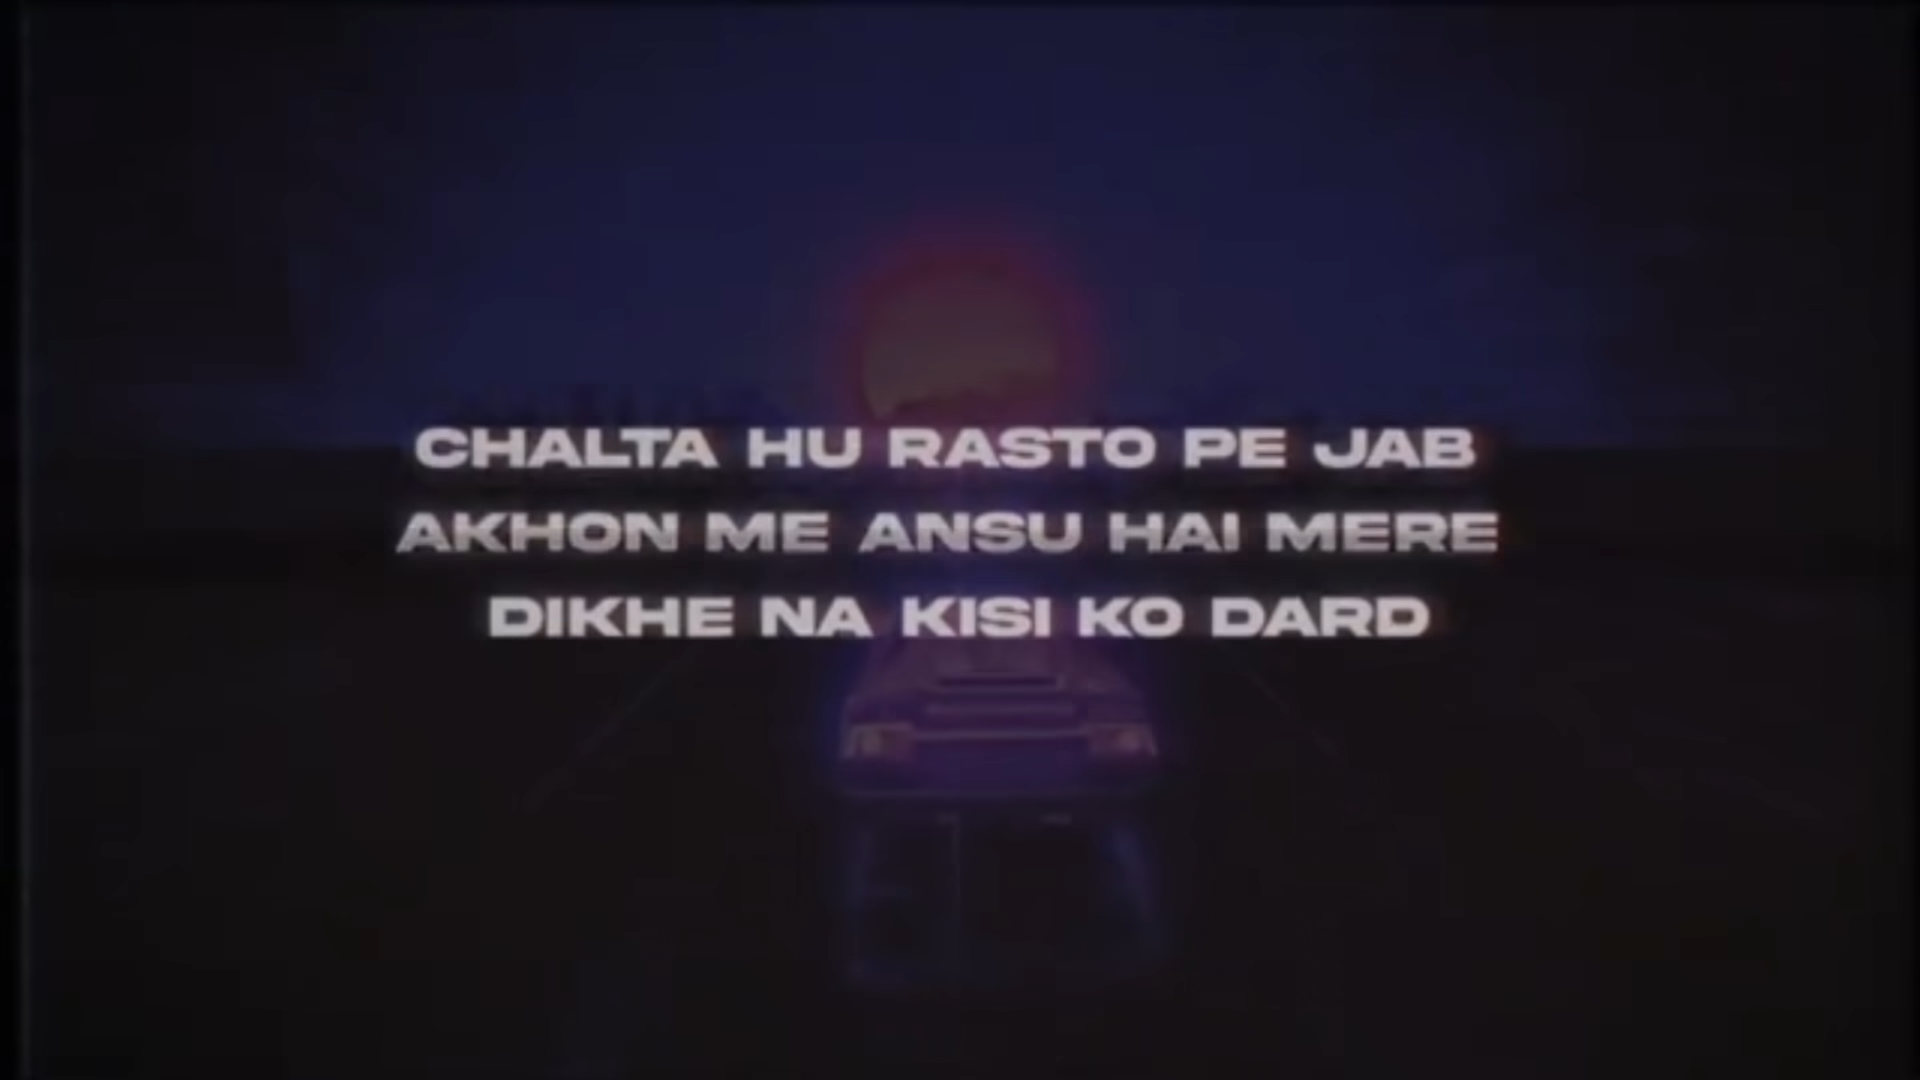 CHALTA HU RASTO PE JAB
AKHON ME ANSU HAI MERE
DIKHE NA KISI KO DARD